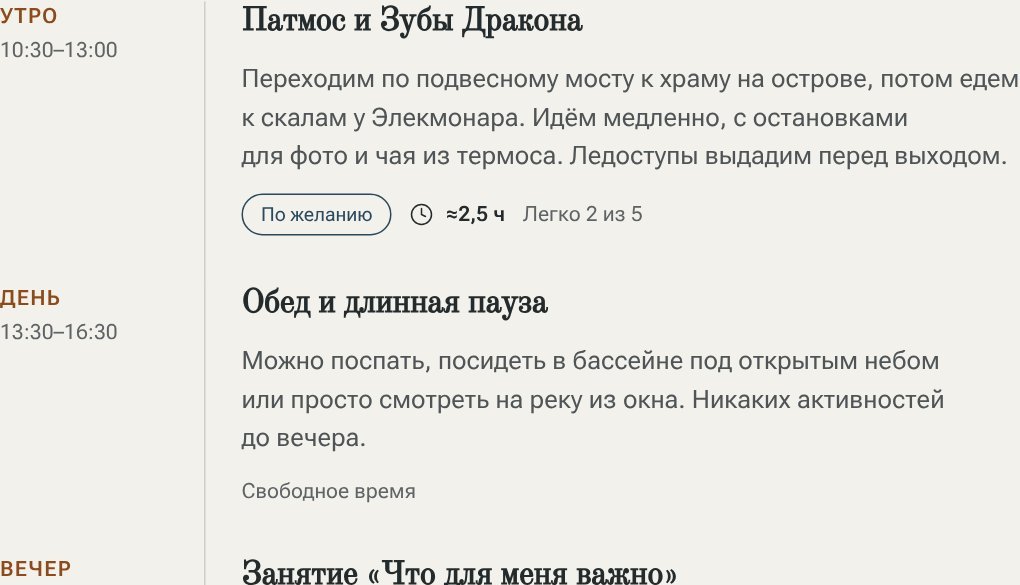 УТРО
10:30–13:00
Патмос и Зубы Дракона
Переходим по подвесному мосту к храму на острове, потом едем
к скалам у Элекмонара. Идём медленно, с остановками
для фото и чая из термоса. Ледоступы выдадим перед выходом.
По желанию ≈2,5 ч Легко 2 из 5
ДЕНЬ
13:30–16:30
Обед и длинная пауза
Можно поспать, посидеть в бассейне под открытым небом
или просто смотреть на реку из окна. Никаких активностей
до вечера.
Свободное время
ВЕЧЕР
Занятие «Что для меня важно»